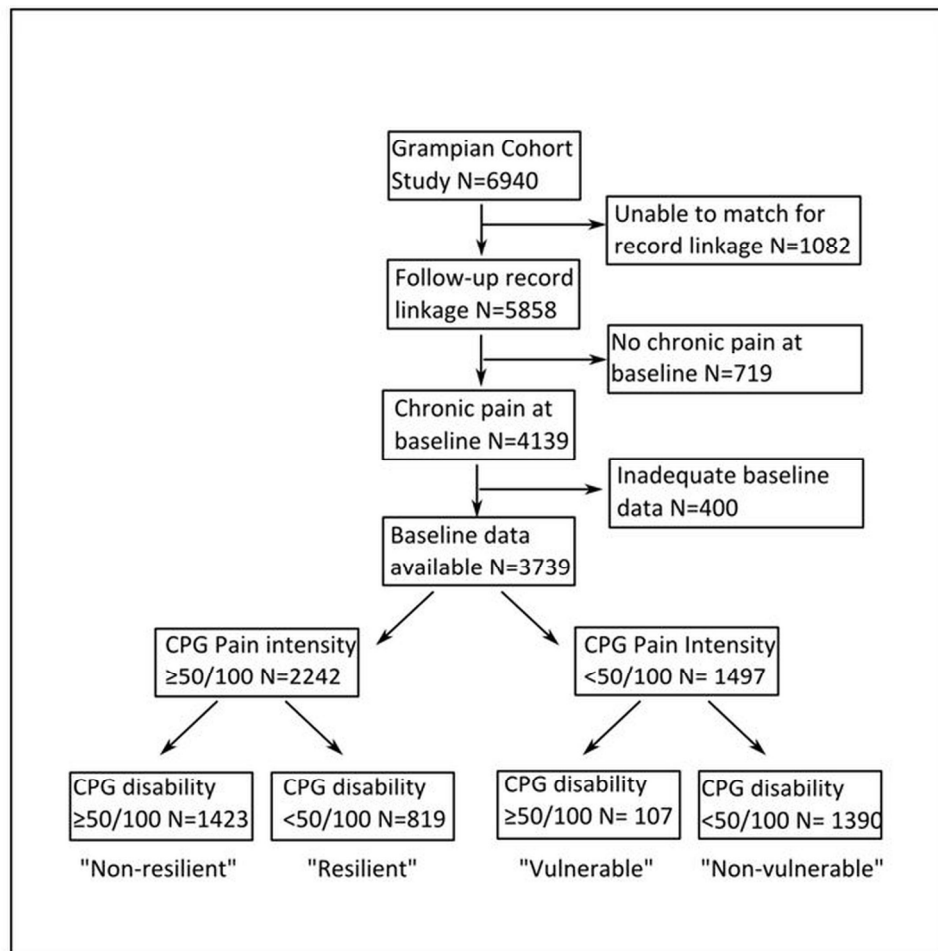 Grampian Cohort
Study N=6940
Unable to match for
record linkage N=1082
Follow-up record
linkage N=5858
No chronic pain at
baseline N=719
Chronic pain at
baseline N=4139
Inadequate baseline
data N=400
Baseline data
available N=3739
CPG Pain intensity
≥50/100 N=2242
CPG Pain Intensity
<50/100 N= 1497
CPG disability
≥50/100 N=1423
CPG disability
<50/100 N=819
CPG disability
≥50/100 N= 107
CPG disability
<50/100 N= 1390
"Non-resilient"
"Resilient"
"Vulnerable"
"Non-vulnerable"